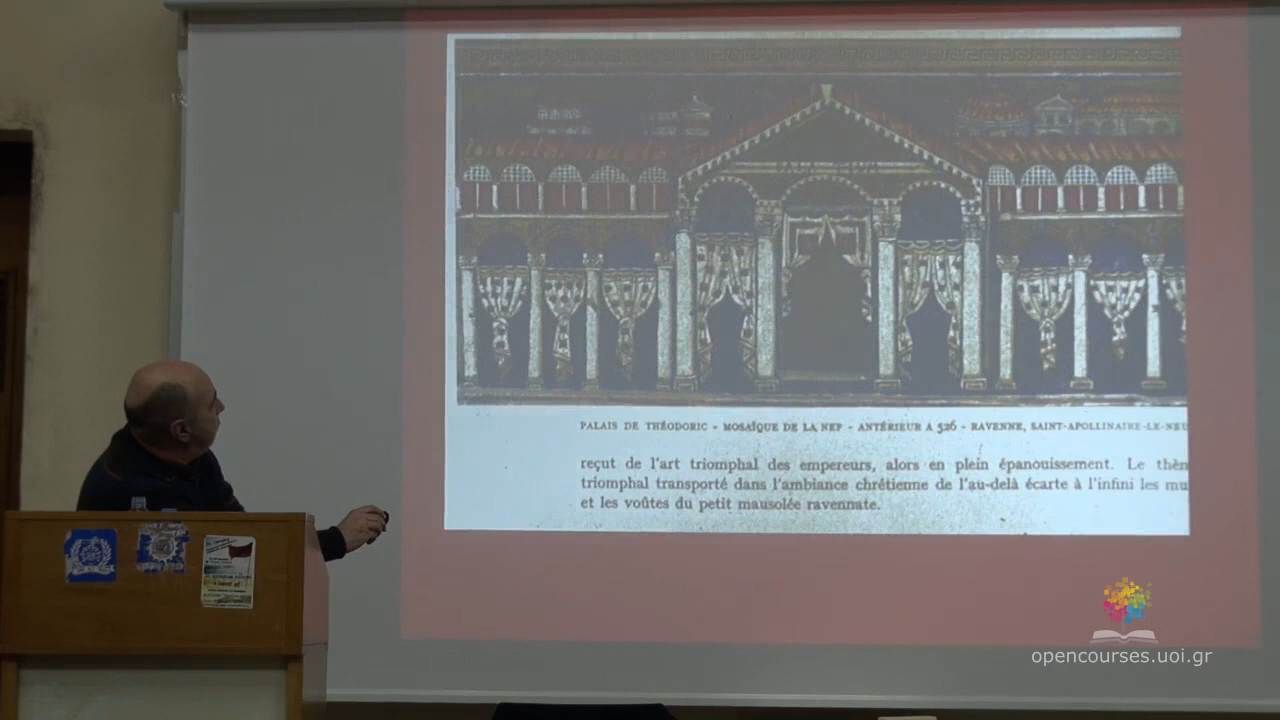 PALAIS DE THÉODORIC - MOSAÏQUE DE LA NEF - ANTÉRIEUR A 526 - RAVENNE, SAINT-APOLLINAIRE-LE-NEU
reçut de l'art triomphal des empereurs, alors en plein épanouissement. Le thèn
triomphal transporté dans l'ambiance chrétienne de l'au-delà écarte à l'infini les mu
et les voûtes du petit mausolée ravennate.
opencourses.uoi.gr